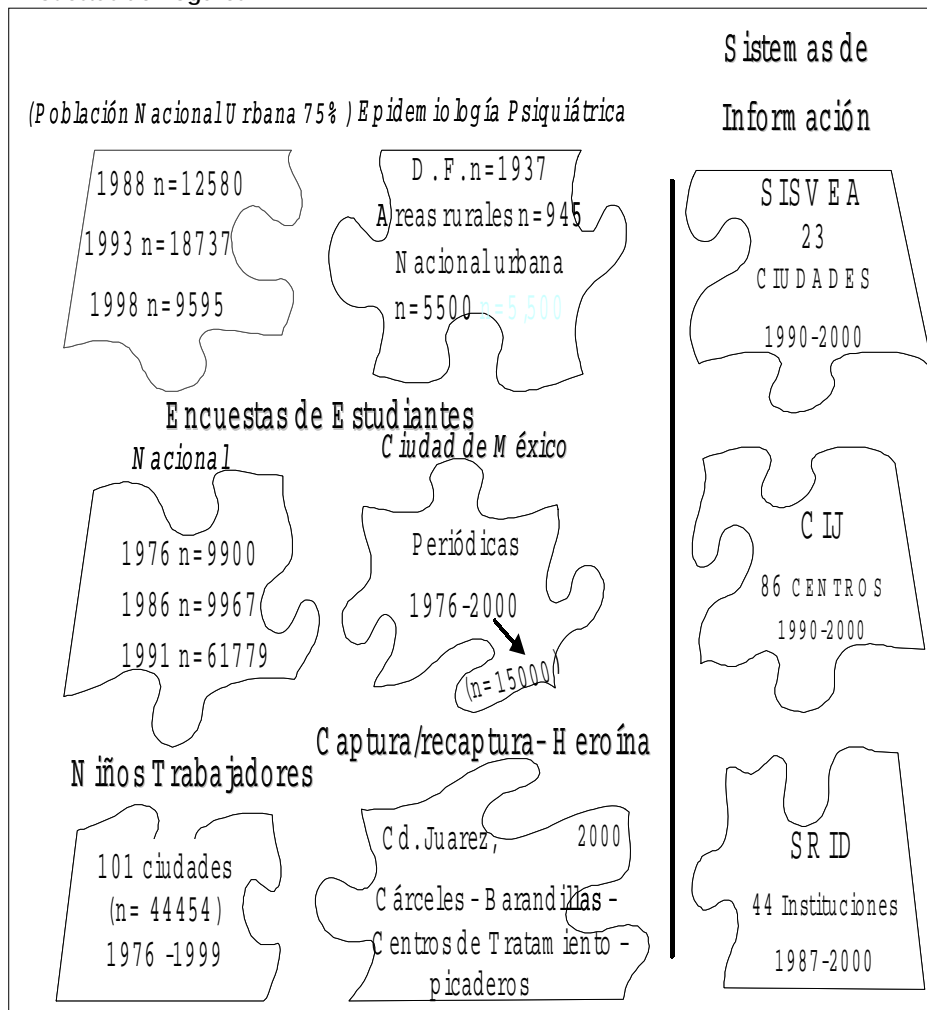 (Población Nacional Urbana 75%) Epidemiología Psiquiátrica
1988 n=12580
1993 n=18737
1998 n=9595
D.F. n=1937
Areas rurales n=945
Nacional urbana
n=5500 n=5,500
Encuestas de Estudiantes
Nacional
1976 n=9900
1986 n=9967
1991 n=61779
Ciudad de México
Periódicas
1976-2000
(n=15000)
Niños Trabajadores
101 ciudades
(n= 44454)
1976 -1999
Captura/recaptura- Heroína
Cd. Juarez, 2000
Cárceles - Barandillas -
Centros de Tratamiento -
picaderos
Sistemas de
Información
SISVEA
23
CIUDADES
1990-2000
CIJ
86 CENTROS
1990-2000
SRID
44 Instituciones
1987-2000